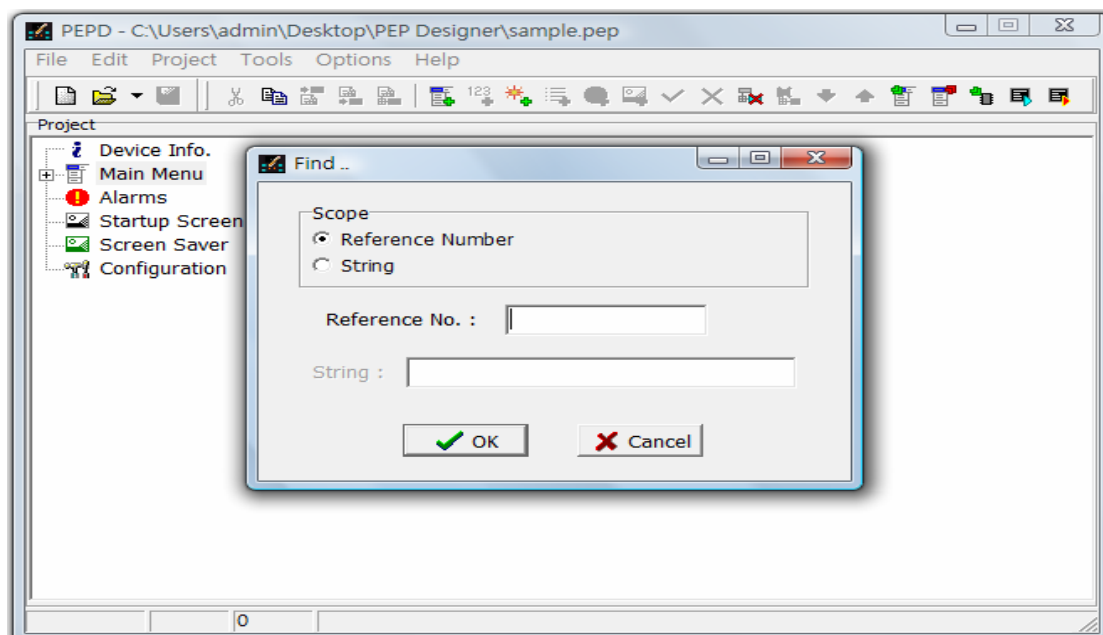 PEPD - C:\Users\admin\Desktop\PEP Designer\sample.pep
File Edit Project Tools Options Help
123
Project
Device Info.
Main Menu
Alarms
Startup Screen
Screen Saver
Configuration
Find ..
Scope
Reference Number
String
Reference No. :
String :
OK
Cancel
0